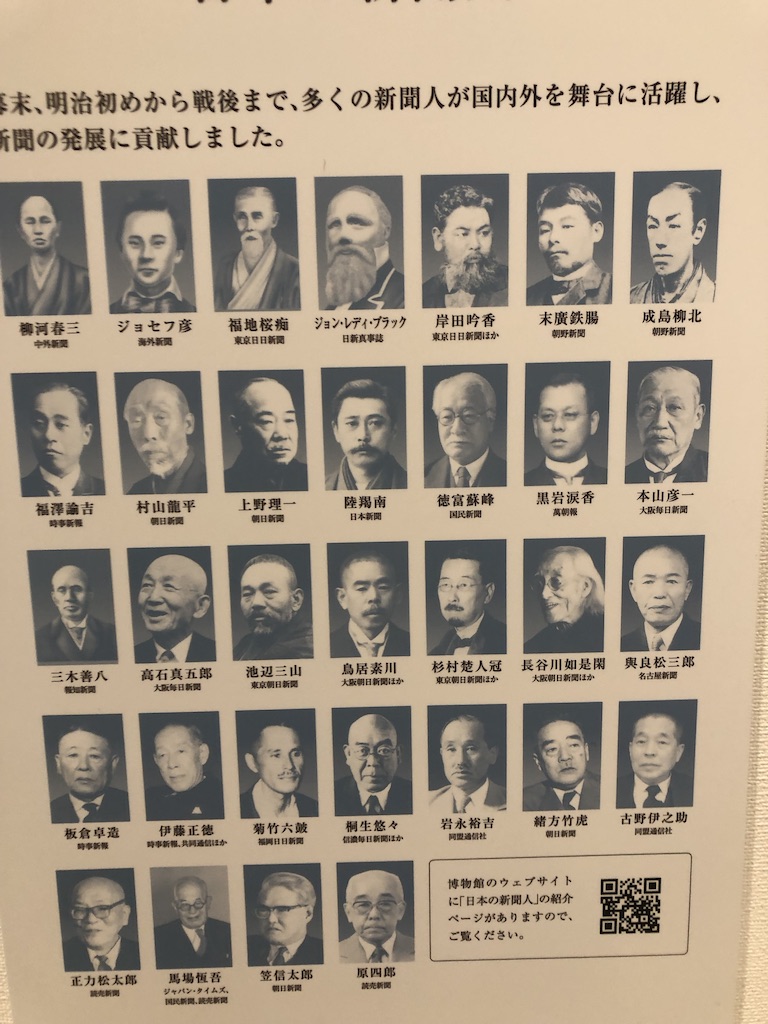 幕末、明治初めから戦後まで、多くの新聞人が国内外を舞台に活躍し、
新聞の発展に貢献しました。
柳河春三
中外新聞
ジョセフ彦
海外新聞
福地桜痴
東京日日新聞
ジョン・レディ・ブラック
日新真事誌
岸田吟香
東京日日新聞ほか
末廣鉄腸
朝野新聞
成島柳北
朝野新聞
福澤諭吉
時事新報
村山龍平
朝日新聞
上野理一
朝日新聞
陸羯南
日本新聞
徳富蘇峰
国民新聞
黒岩涙香
萬朝報
本山彦一
大阪毎日新聞
三木善八
報知新聞
高石真五郎
大阪毎日新聞
池辺三山
東京朝日新聞
鳥居素川
大阪朝日新聞ほか
杉村楚人冠
東京朝日新聞ほか
長谷川如是閑
大阪朝日新聞ほか
與良松三郎
名古屋新聞
板倉卓造
時事新報
伊藤正徳
時事新報、共同通信ほか
菊竹六皷
福岡日日新聞
桐生悠々
信濃毎日新聞ほか
岩永裕吉
同盟通信社
緒方竹虎
朝日新聞
古野伊之助
同盟通信社
正力松太郎
読売新聞
馬場恒吾
ジャパン・タイムズ、
国民新聞、読売新聞
笠信太郎
朝日新聞
原四郎
読売新聞
博物館のウェブサイト
に「日本の新聞人」の紹介
ページがありますので、
ご覧ください。